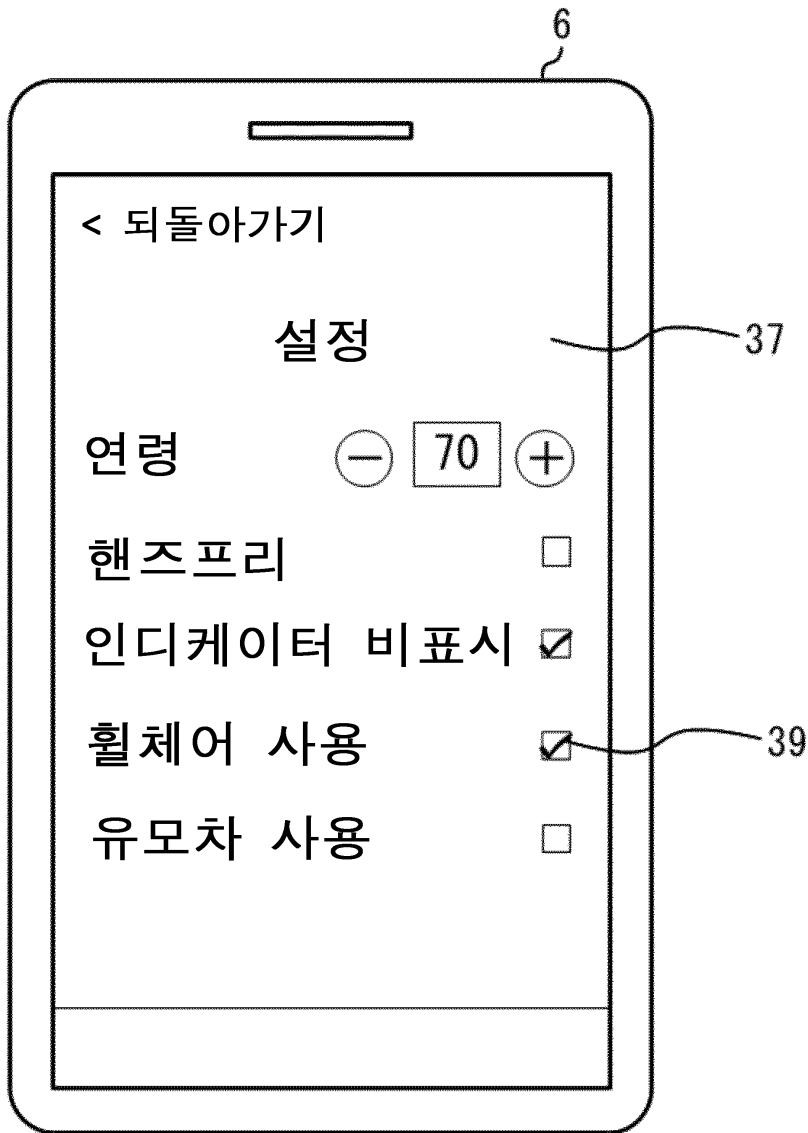 6
< 되돌아가기
설정
37
연령 − 70 +
핸즈프리
인디케이터 비표시
휠체어 사용
39
유모차 사용